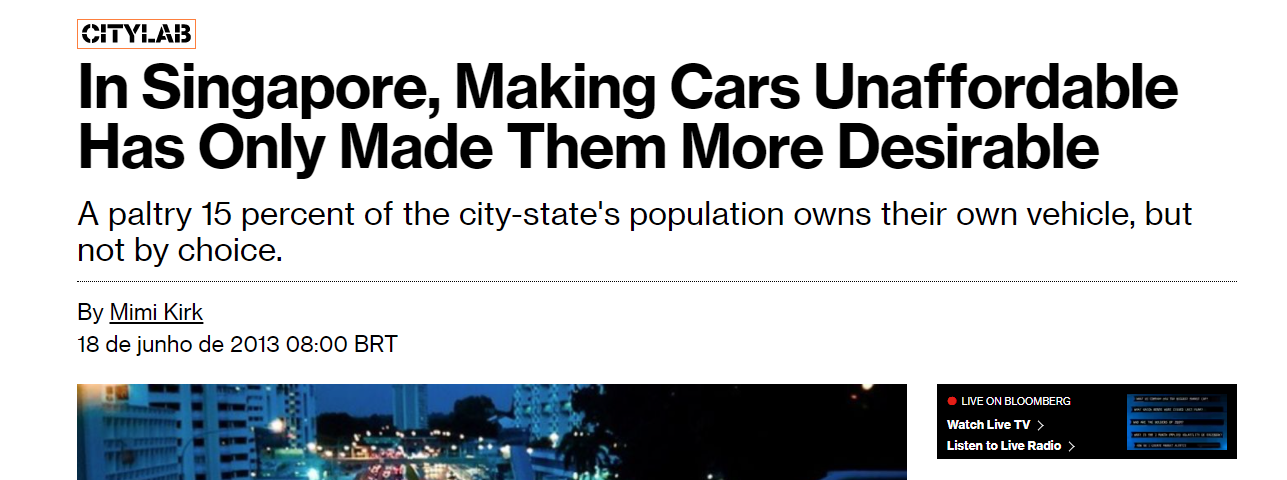 CITYLAB
In Singapore, Making Cars Unaffordable
Has Only Made Them More Desirable
A paltry 15 percent of the city-state's population owns their own vehicle, but
not by choice.
By Mimi Kirk
18 de junho de 2013 08:00 BRT
LIVE ON BLOOMBERG
Watch Live TV
Listen to Live Radio